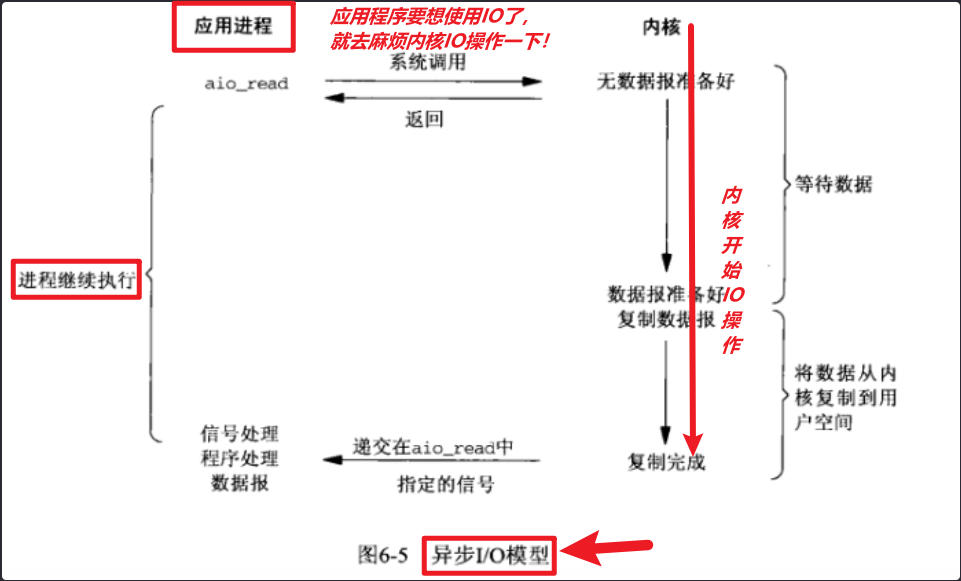 应用进程
应用程序要想使用IO了,
就去麻烦内核IO操作一下!
内核
系统调用
aio_read
无数据报准备好
返回
等待数据
内核开始IO操作
进程继续执行
数据报准备好
复制数据报
将数据从内
核复制到用
户空间
信号处理
程序处理
数据报
递交在aio_read中
指定的信号
复制完成
图6-5 异步I/O模型